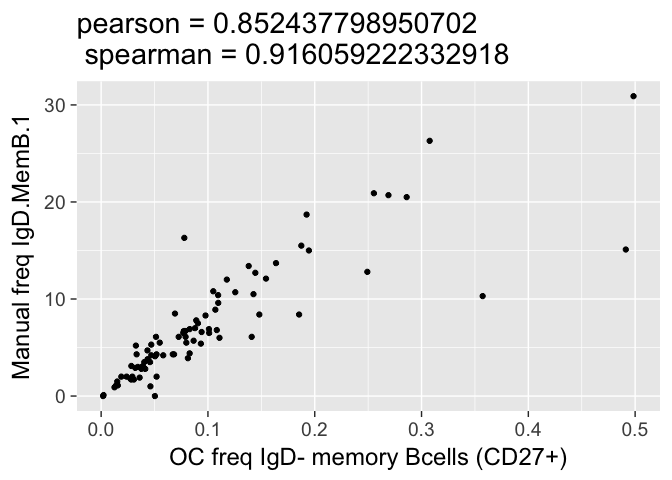 pearson = 0.852437798950702
spearman = 0.916059222332918
Manual freq IgD.MemB.1
30
20
10
0
0.0 0.1 0.2 0.3 0.4 0.5
OC freq IgD- memory Bcells (CD27+)